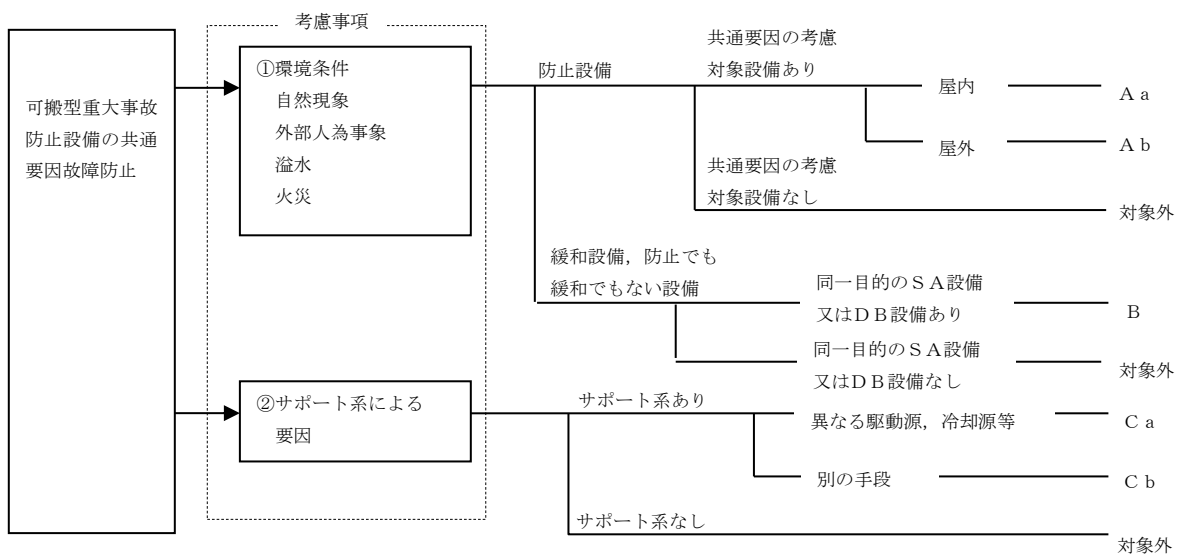 考慮事項
可搬型重大事故
防止設備の共通
要因故障防止
①環境条件
自然現象
外部人為事象
溢水
火災
防止設備
共通要因の考慮
対象設備あり
屋内
Ａａ
屋外
Ａｂ
共通要因の考慮
対象設備なし
対象外
緩和設備，防止でも
緩和でもない設備
同一目的のＳＡ設備
又はＤＢ設備あり
Ｂ
同一目的のＳＡ設備
又はＤＢ設備なし
対象外
②サポート系による
要因
サポート系あり
異なる駆動源，冷却源等
Ｃａ
別の手段
Ｃｂ
サポート系なし
対象外